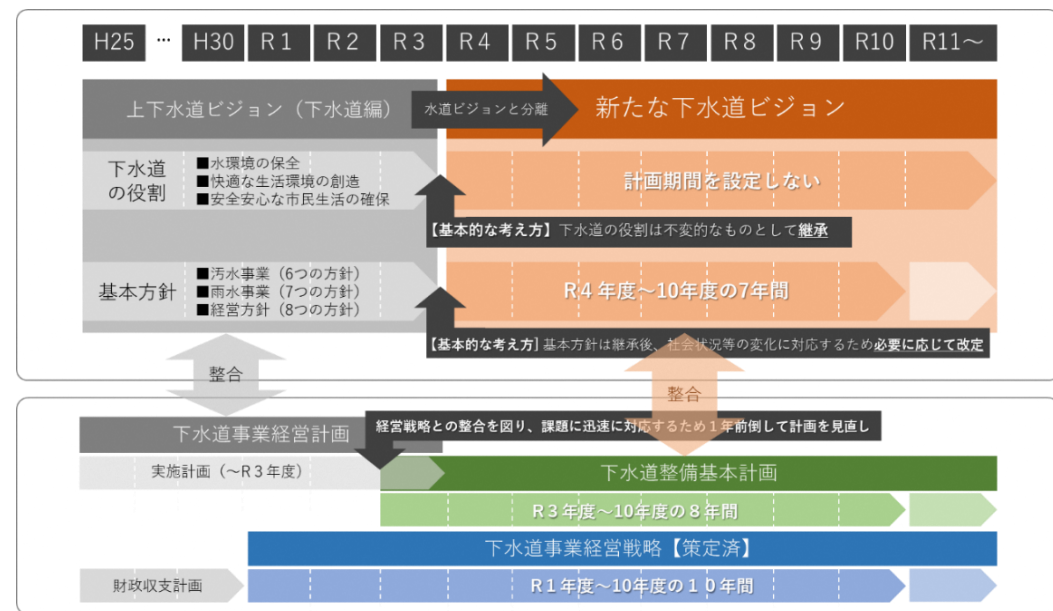 H25 … H30 R1 R2 R3 R4 R5 R6 R7 R8 R9 R10 R11～
上下水道ビジョン（下水道編）
水道ビジョンと分離
新たな下水道ビジョン
下水道
の役割
■水環境の保全
■快適な生活環境の創造
■安全安心な市民生活の確保
計画期間を設定しない
【基本的な考え方】下水道の役割は不変的なものとして継承
基本方針
■汚水事業（6つの方針）
■雨水事業（7つの方針）
■経営方針（8つの方針）
R４年度～10年度の7年間
【基本的な考え方】基本方針は継承後、社会状況等の変化に対応するため必要に応じて改定
整合
整合
下水道事業経営計画
経営戦略との整合を図り、課題に迅速に対応するため１年前倒して計画を見直し
実施計画（～R３年度）
下水道整備基本計画
R３年度～10年度の８年間
下水道事業経営戦略【策定済】
財政収支計画
R１年度～10年度の１０年間